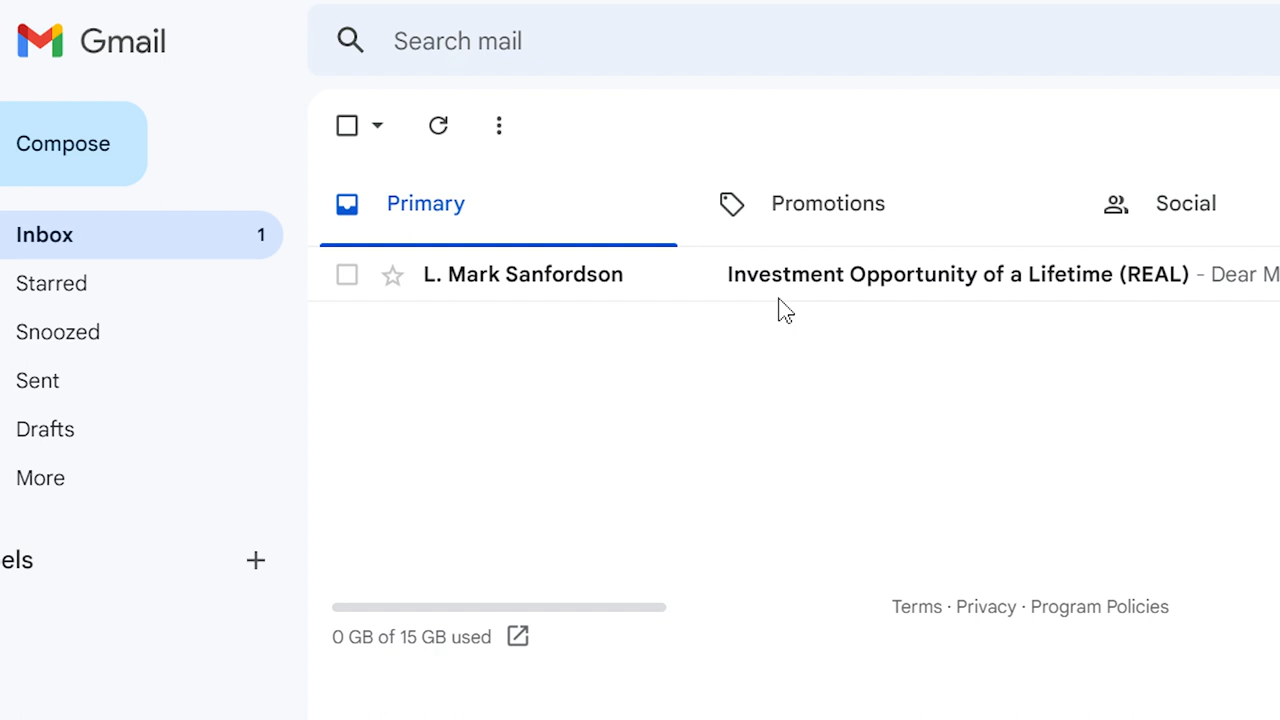 Gmail
Search mail
Compose
Primary
Promotions
Social
Inbox 1
L. Mark Sanfordson Investment Opportunity of a Lifetime (REAL) - Dear M
Starred
Snoozed
Sent
Drafts
More
els
Terms · Privacy · Program Policies
0 GB of 15 GB used